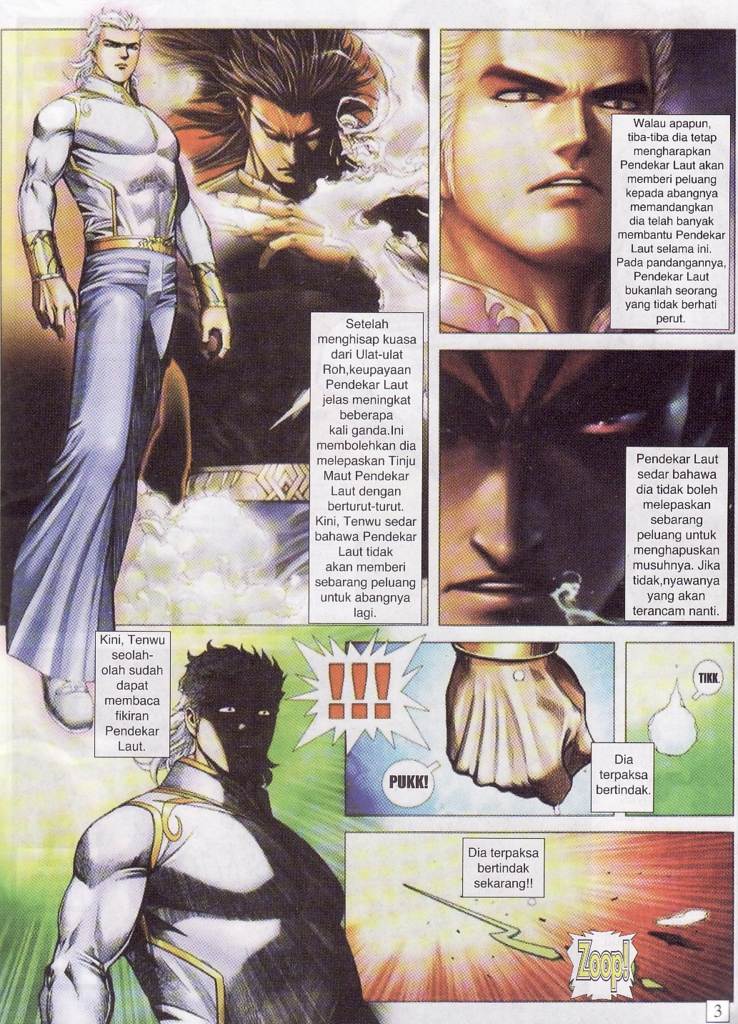 Setelah
menghisap kuasa
dari Ulat-ulat
Roh,keupayaan
Pendekar Laut
jelas meningkat
beberapa
kali ganda.Ini
membolehkan dia
melepaskan Tinju
Maut Pendekar
Laut dengan
berturut-turut.
Kini, Tenwu sedar
bahawa Pendekar
Laut tidak
akan memberi
sebarang peluang
untuk abangnya
lagi.
Walau apapun,
tiba-tiba dia tetap
mengharapkan
Pendekar Laut akan
memberi peluang
kepada abangnya
memandangkan
dia telah banyak
membantu Pendekar
Laut selama ini.
Pada pandangannya,
Pendekar Laut
bukanlah seorang
yang tidak berhati
perut.
Pendekar Laut
sedar bahawa
dia tidak boleh
melepaskan
sebarang
peluang untuk
menghapuskan
musuhnya. Jika
tidak,nyawanya
yang akan
terancam nanti.
Kini, Tenwu
seolah-
olah sudah
dapat
membaca
fikiran
Pendekar
Laut.
!!!
PUKK!
Dia
terpaksa
bertindak.
TIKK.
Dia terpaksa
bertindak
sekarang!!
Zoop!
3